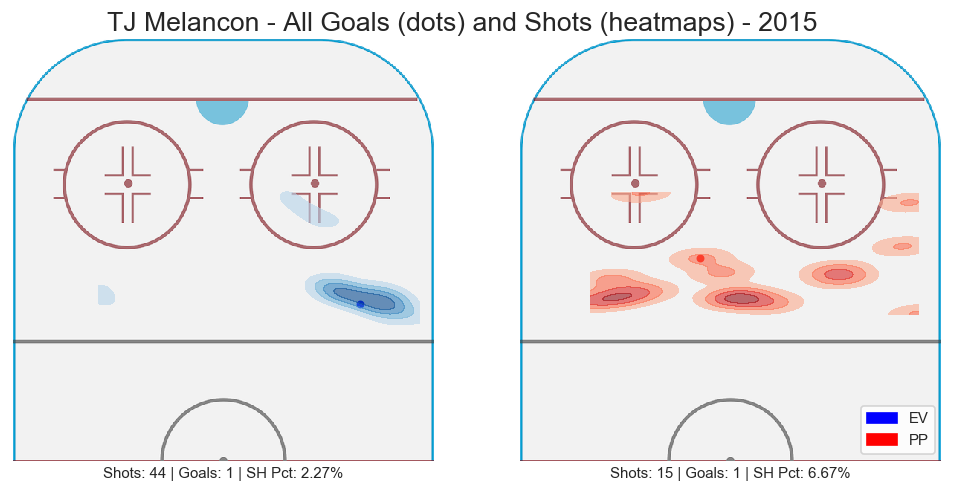 TJ Melancon - All Goals (dots) and Shots (heatmaps) - 2015
EV
PP
Shots: 44 | Goals: 1 | SH Pct: 2.27%
Shots: 15 | Goals: 1 | SH Pct: 6.67%